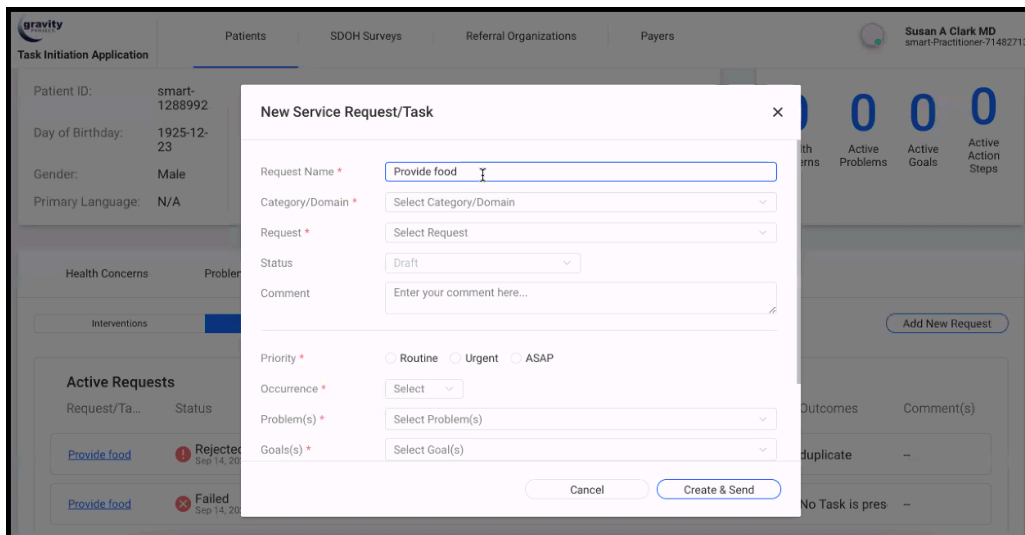 gravity
PROJECT
Task Initiation Application
Patients
SDOH Surveys
Referral Organizations
Payers
Susan A Clark MD
smart-Practitioner-71482713
Patient ID:
smart-
1288992
Day of Birthday:
1925-12-
23
Gender:
Male
Primary Language:
N/A
0
0
0
Active
Problems
Active
Goals
Active
Action
Steps
Health Concerns
Interventions
Add New Request
Active Requests
Request/Ta...
Status
Outcomes
Comment(s)
Provide food
Rejected
Sep 14, 20
duplicate
--
Provide food
Failed
Sep 14, 20
No Task is pres
--
New Service Request/Task
Request Name *
Provide food
Category/Domain *
Select Category/Domain
Request *
Select Request
Status
Draft
Comment
Enter your comment here...
Priority *
Routine
Urgent
ASAP
Occurrence *
Select
Problem(s) *
Select Problem(s)
Goals(s) *
Select Goal(s)
Cancel
Create & Send